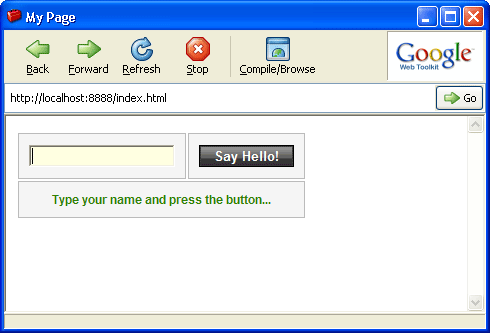 My Page
Back Forward Refresh Stop Compile/Browse
Google
Web Toolkit
http://localhost:8888/index.html Go
Say Hello!
Type your name and press the button...